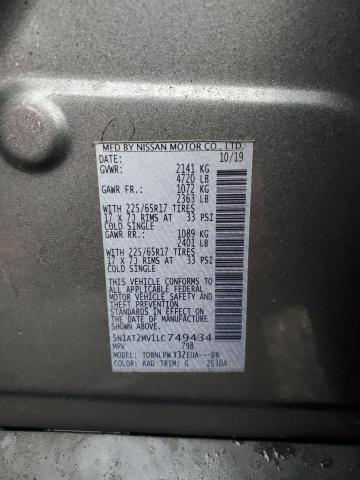 MFD BY NISSAN MOTOR CO., LTD.
DATE: 10/19
GVWR: 2141 KG
4720 LB
GAWR FR.: 1072 KG
2363 LB
WITH 225/65R17 TIRES
17 X 7J RIMS AT 33 PSI
COLD SINGLE
GAWR RR.: 1089 KG
2401 LB
WITH 225/65R17 TIRES
17 X 7J RIMS AT 33 PSI
COLD SINGLE
THIS VEHICLE CONFORMS TO
ALL APPLICABLE FEDERAL
MOTOR VEHICLE SAFETY
BUMPER, AND THEFT
PREVENTION STANDARDS
IN EFFECT ON THE DATE OF
MANUFACTURE SHOWN
ABOVE
5N1AT2MV1LC749434
MPV 798
MODEL: TDBNLPW T32EUA---BB
COLOR: KAD TRIM: G 2S10A